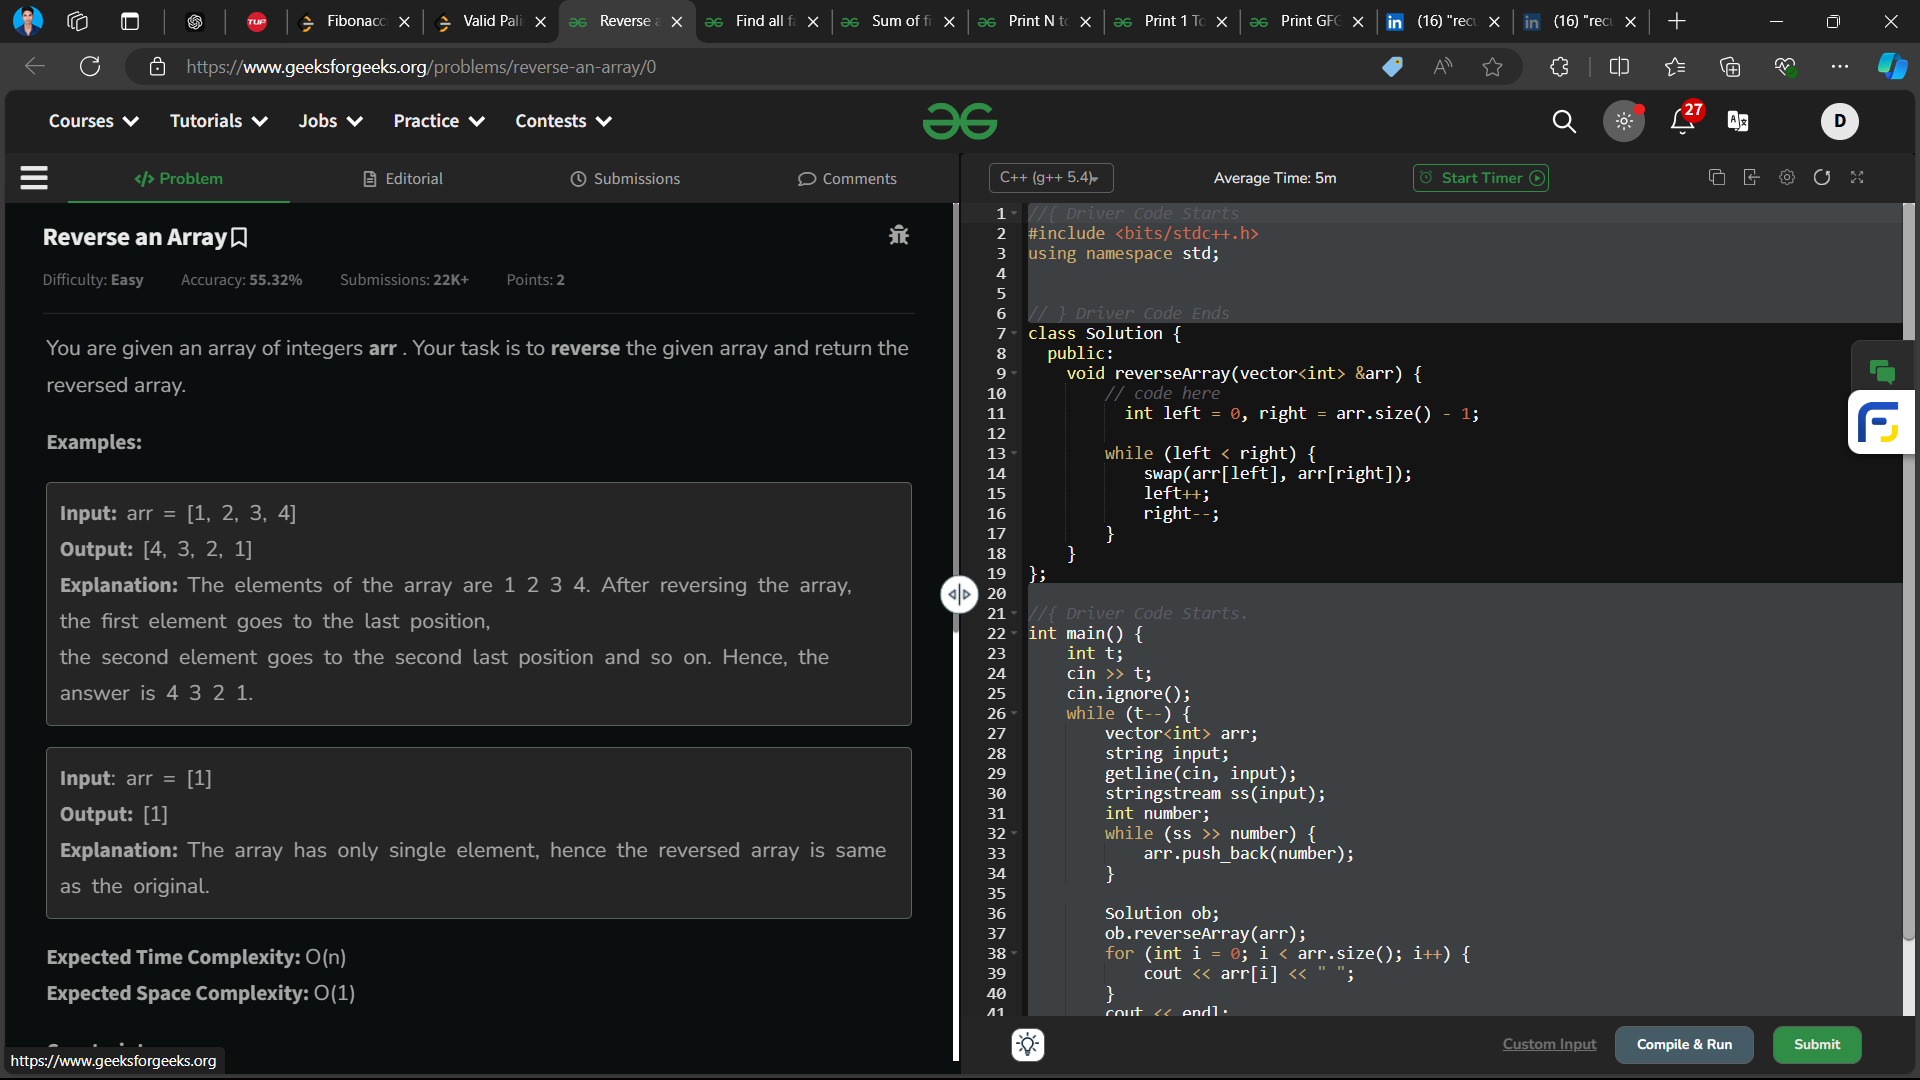 Fibonacc
Valid Pali
Reverse a
Find all fa
Sum of fi
Print N to
Print 1 To
Print GFG
(16) "recu
(16) "recu
https://www.geeksforgeeks.org/problems/reverse-an-array/0
Courses
Tutorials
Jobs
Practice
Contests
27
D
</> Problem
Editorial
Submissions
Comments
C++ (g++ 5.4)
Average Time: 5m
Start Timer
Reverse an Array
Difficulty: Easy
Accuracy: 55.32%
Submissions: 22K+
Points: 2
You are given an array of integers arr . Your task is to reverse the given array and return the
reversed array.
Examples:
Input: arr = [1, 2, 3, 4]
Output: [4, 3, 2, 1]
Explanation: The elements of the array are 1 2 3 4. After reversing the array,
the first element goes to the last position,
the second element goes to the second last position and so on. Hence, the
answer is 4 3 2 1.
Input: arr = [1]
Output: [1]
Explanation: The array has only single element, hence the reversed array is same
as the original.
Expected Time Complexity: O(n)
Expected Space Complexity: O(1)
https://www.geeksforgeeks.org
1 //{ Driver Code Starts
2 #include <bits/stdc++.h>
3 using namespace std;
4
5
6 // } Driver Code Ends
7 class Solution {
8 public:
9 void reverseArray(vector<int> &arr) {
10 // code here
11 int left = 0, right = arr.size() - 1;
12
13 while (left < right) {
14 swap(arr[left], arr[right]);
15 left++;
16 right--;
17 }
18 }
19 };
20
21 //{ Driver Code Starts.
22 int main() {
23 int t;
24 cin >> t;
25 cin.ignore();
26 while (t--) {
27 vector<int> arr;
28 string input;
29 getline(cin, input);
30 stringstream ss(input);
31 int number;
32 while (ss >> number) {
33 arr.push_back(number);
34 }
35
36 Solution ob;
37 ob.reverseArray(arr);
38 for (int i = 0; i < arr.size(); i++) {
39 cout << arr[i] << " ";
40 }
41 cout << endl;
Custom Input
Compile & Run
Submit